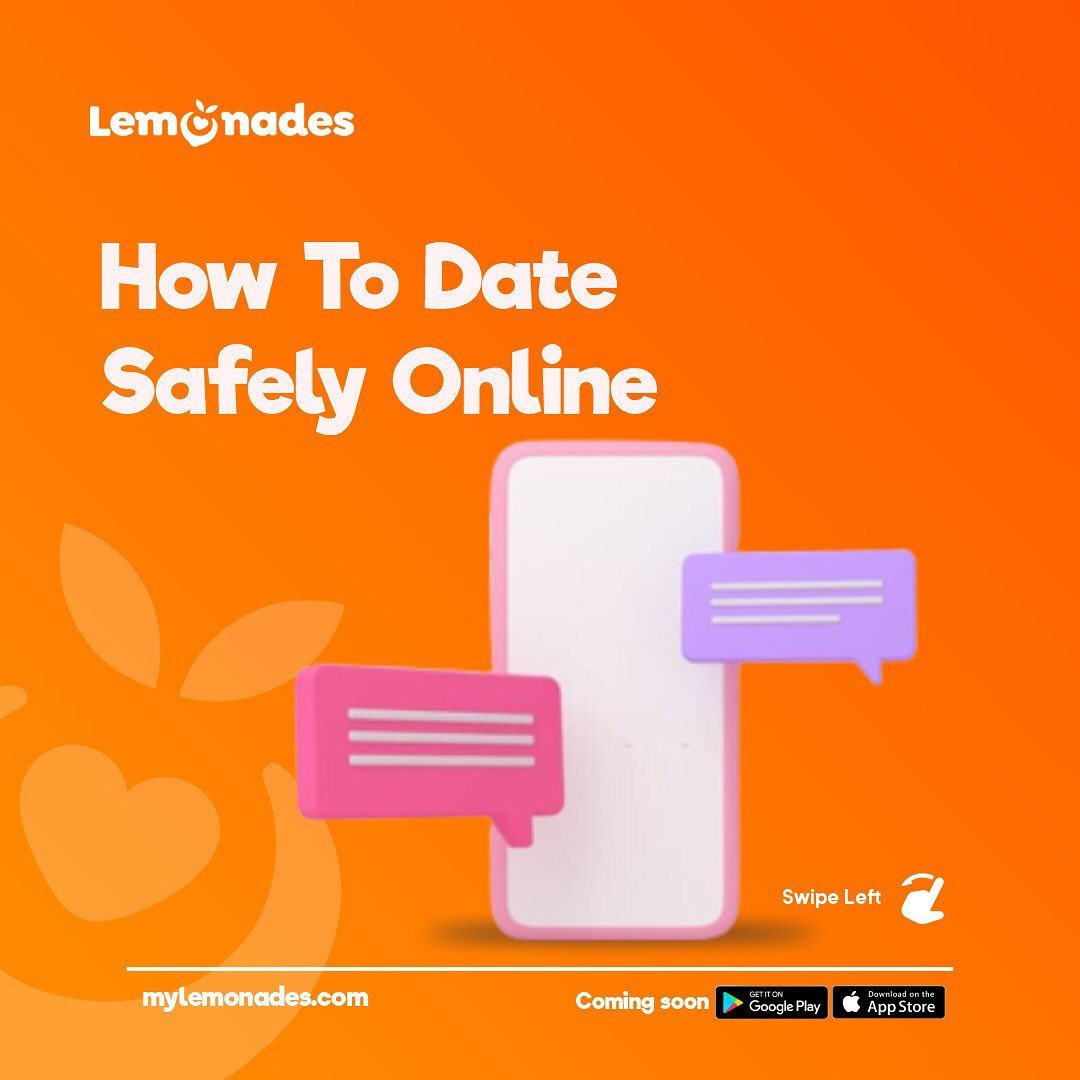 Lemonades
How To Date
Safely Online
Swipe Left
mylemonades.com
Coming soon
GET IT ON
Google Play
Download on the
App Store